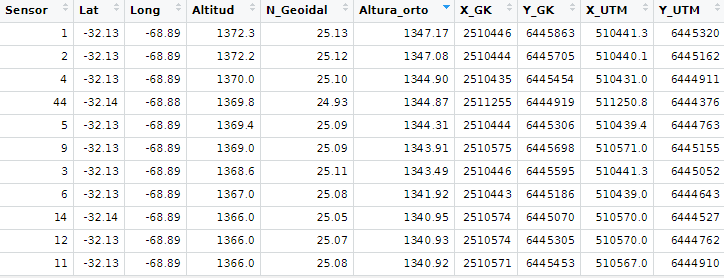 Sensor Lat Long Altitud N_Geoidal Altura_orto X_GK Y_GK X_UTM Y_UTM
1 -32.13 -68.89 1372.3 25.13 1347.17 2510446 6445863 510441.3 6445320
2 -32.13 -68.89 1372.2 25.12 1347.08 2510444 6445705 510440.1 6445162
4 -32.13 -68.89 1370.0 25.10 1344.90 2510435 6445454 510431.0 6444911
44 -32.14 -68.88 1369.8 24.93 1344.87 2511255 6444919 511250.8 6444376
5 -32.13 -68.89 1369.4 25.09 1344.31 2510444 6445306 510439.4 6444763
9 -32.13 -68.89 1369.0 25.09 1343.91 2510575 6445698 510571.0 6445155
3 -32.13 -68.89 1368.6 25.11 1343.49 2510446 6445595 510441.3 6445052
6 -32.13 -68.89 1367.0 25.08 1341.92 2510443 6445186 510439.0 6444643
14 -32.14 -68.89 1366.0 25.05 1340.95 2510574 6445070 510570.0 6444527
12 -32.13 -68.89 1366.0 25.07 1340.93 2510574 6445305 510570.0 6444762
11 -32.13 -68.89 1366.0 25.08 1340.92 2510571 6445453 510567.0 6444910